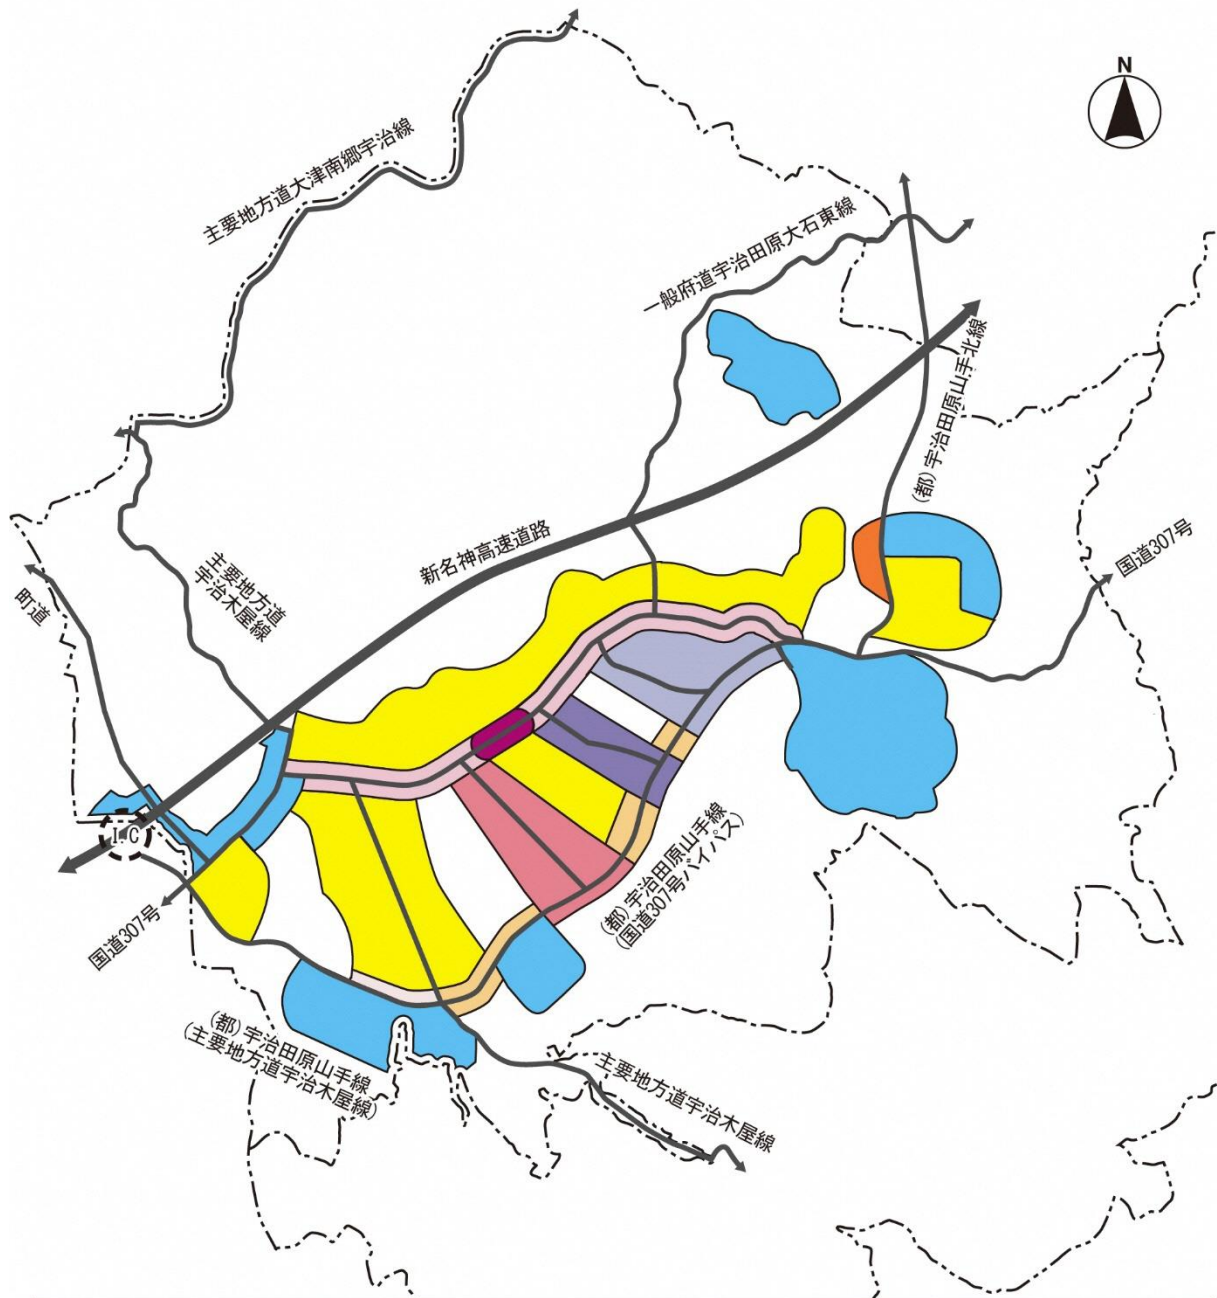 N
主要地方道大津南郷宇治線
一般府道宇治田原大石東線
(都)宇治田原山手北線
国道307号
新名神高速道路
主要地方道
宇治木屋線
町道
I.C
国道307号
(都)宇治田原山手線
(国道307号バイパス)
(都)宇治田原山手線
(主要地方道宇治木屋線)
主要地方道宇治木屋線